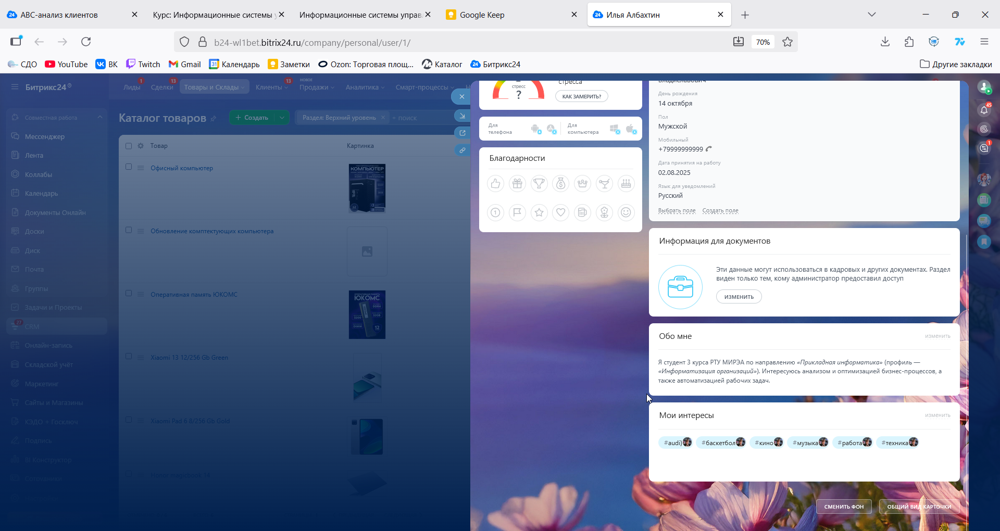 АВС-анализ клиентов
Курс: Информационные системы у
Информационные системы управ
Google Keep
Илья Албахтин
b24-wl1bet.bitrix24.ru/company/personal/user/1/
70%
СДО
YouTube
ВК
Twitch
Gmail
Календарь
Заметки
Ozon: Торговая площ...
Каталог
Битрикс24
Другие закладки
Битрикс24
Лиды
1
Сделки
13
Товары и Склады
Клиенты
13
НОВОЕ
Продажи
Аналитика
Смарт-процессы
Совместная работа
Мессенджер
Лента
Коллабы
Календарь
Документы Онлайн
Доски
Диск
Почта
Группы
Задачи и Проекты
27
CRM
Онлайн-запись
Складской учёт
Маркетинг
Сайты и Магазины
КЭДО + Госключ
Подпись
BI Конструктор
Каталог товаров
Создать
Раздел: Верхний уровень
+ поиск
Товар
Картинка
Офисный компьютер
КОМПЬЮТЕР
12
Обновление комптектующих компьютера
Оперативная память ЮКОМС
ЮКОМС
12
Xiaomi 13 12/256 Gb Green
Xiaomi Pad 6 8/256 Gb Gold
Honor magicbook 14
стресс
?
стресса
КАК ЗАМЕРИТЬ?
Для
телефона
Для
компьютера
Благодарности
Владиславович
День рождения
14 октября
Пол
Мужской
Мобильный
+79999999999
Дата принятия на работу
02.08.2025
Язык для уведомлений
Русский
Выбрать поле
Создать поле
Информация для документов
Эти данные могут использоваться в кадровых и других документах. Раздел
виден только тем, кому администратор предоставил доступ
ИЗМЕНИТЬ
Обо мне
изменить
Я студент 3 курса РТУ МИРЭА по направлению «Прикладная информатика» (профиль —
«Информатизация организаций»). Интересуюсь анализом и оптимизацией бизнес-процессов, а
также автоматизацией рабочих задач.
Мои интересы
изменить
#audi)
#баскетбол
#кино
#музыка
#работа
#техника
СМЕНИТЬ ФОН
ОБЩИЙ ВИД КАРТОЧКИ
45
1